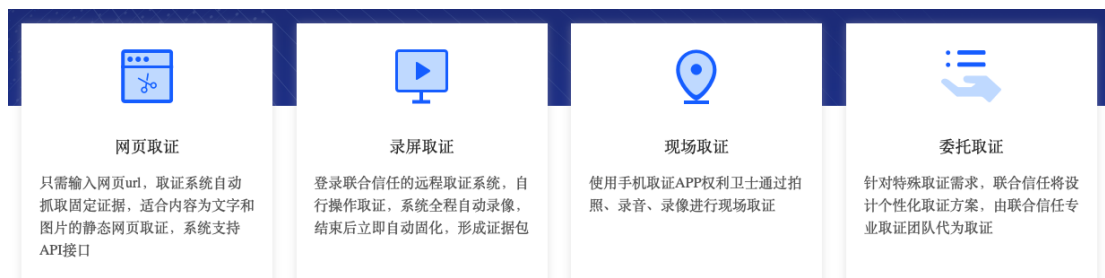 网页取证
只需输入网页url，取证系统自动
抓取固定证据，适合内容为文字和
图片的静态网页取证，系统支持
API接口
录屏取证
登录联合信任的远程取证系统，自
行操作取证，系统全程自动录像，
结束后立即自动固化，形成证据包
现场取证
使用手机取证APP权利卫士通过拍
照、录音、录像进行现场取证
委托取证
针对特殊取证需求，联合信任将设
计个性化取证方案，由联合信任专
业取证团队代为取证